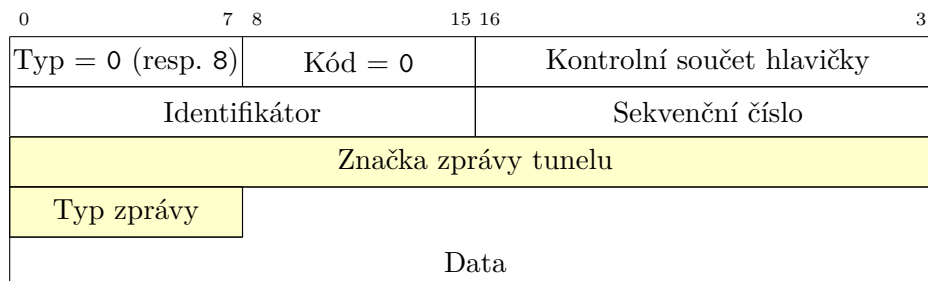 0 7 8 15 16 3
Typ = 0 (resp. 8) Kód = 0 Kontrolní součet hlavičky
Identifikátor Sekvenční číslo
Značka zprávy tunelu
Typ zprávy
Data